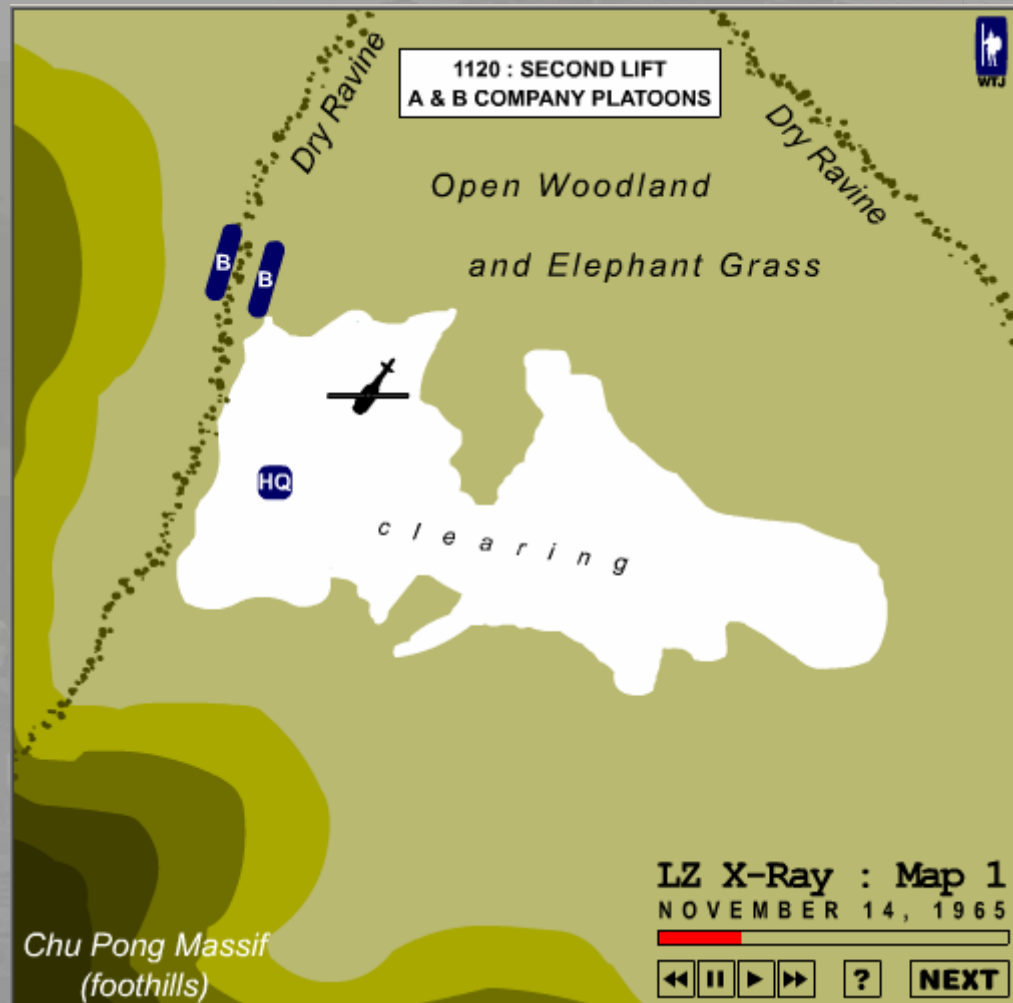 1120 : SECOND LIFT
A & B COMPANY PLATOONS
WTJ
Dry Ravine
Dry Ravine
Open Woodland
and Elephant Grass
B
B
HQ
clearing
LZ X-Ray : Map 1
NOVEMBER 14, 1965
Chu Pong Massif
(foothills)
?
NEXT